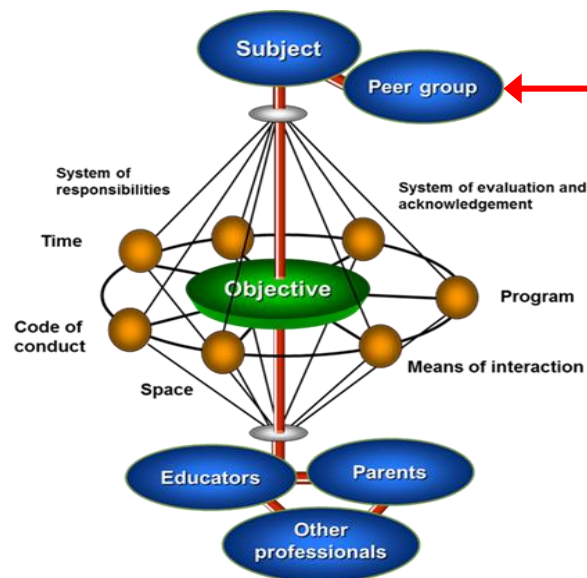 Subject
Peer group
System of
responsibilities
System of evaluation and
acknowledgement
Time
Objective
Program
Code of
conduct
Means of interaction
Space
Educators
Parents
Other
professionals